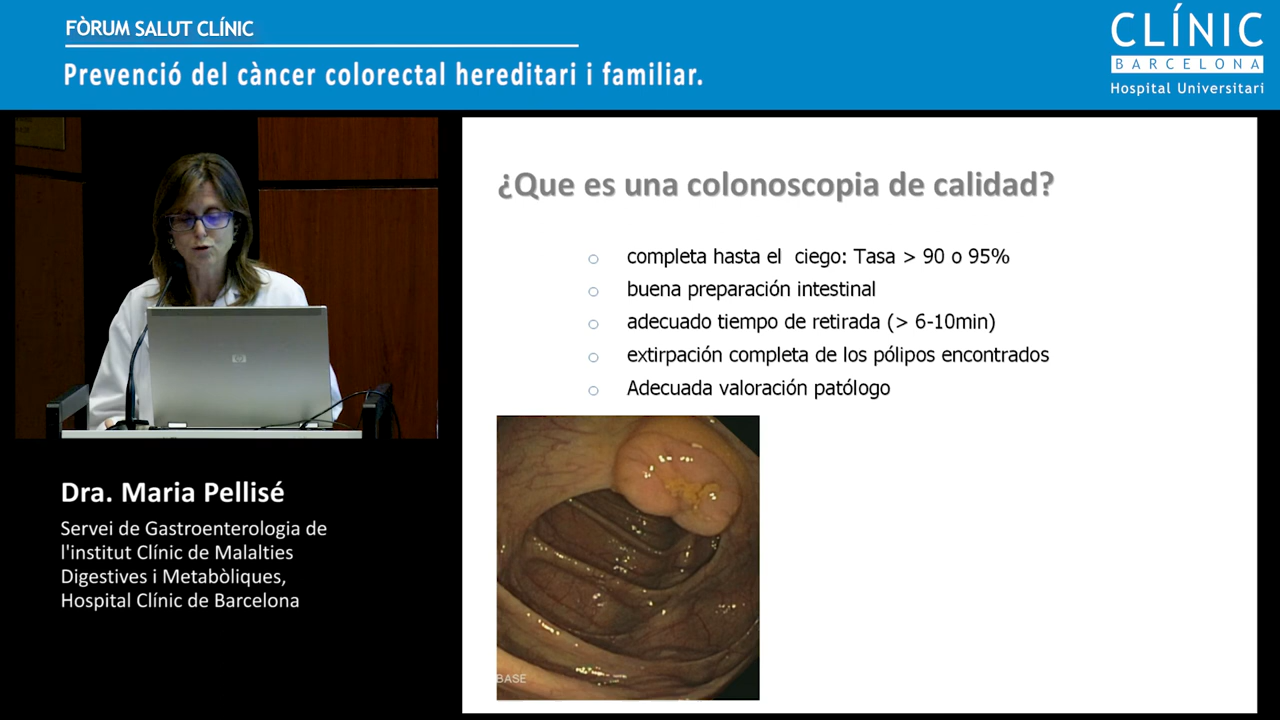 FÒRUM SALUT CLÍNIC
Prevenció del càncer colorectal hereditari i familiar.
CLÍNIC
BARCELONA
Hospital Universitari
¿Que es una colonoscopia de calidad?
completa hasta el ciego: Tasa > 90 o 95%
buena preparación intestinal
adecuado tiempo de retirada (> 6-10min)
extirpación completa de los pólipos encontrados
Adecuada valoración patólogo
BASE
hp
Dra. Maria Pellisé
Servei de Gastroenterologia de
l'institut Clínic de Malalties
Digestives i Metabòliques,
Hospital Clínic de Barcelona